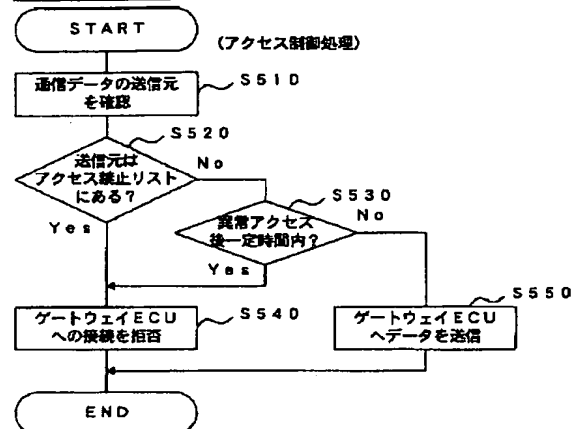 START
(アクセス制御処理)
通信データの送信元
を確認
S510
送信元は
アクセス禁止リスト
にある?
S520
No
Yes
異常アクセス
後一定時間内?
S530
No
Yes
ゲートウェイECU
への接続を拒否
S540
ゲートウェイECU
へデータを送信
S550
END